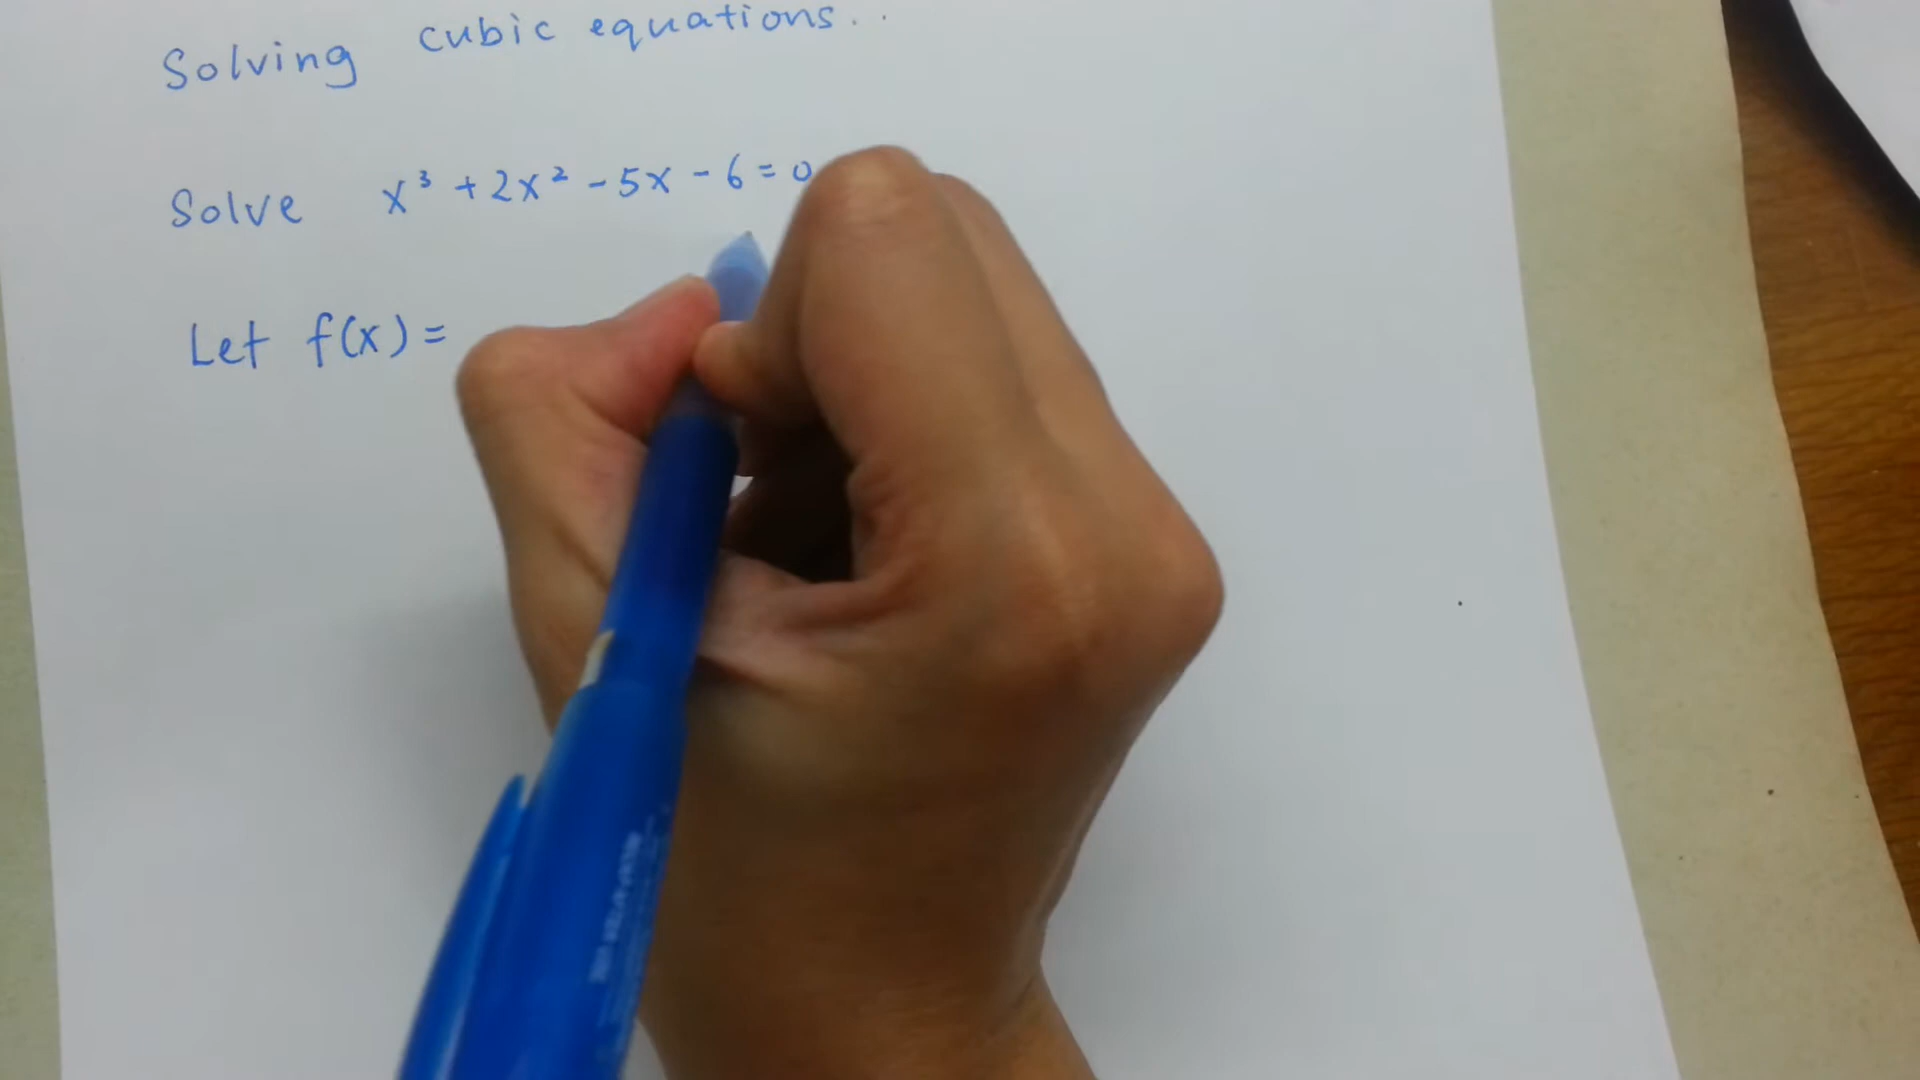 Solving cubic equations..
Solve x³ + 2x² - 5x - 6 = 0
Let f(x) =